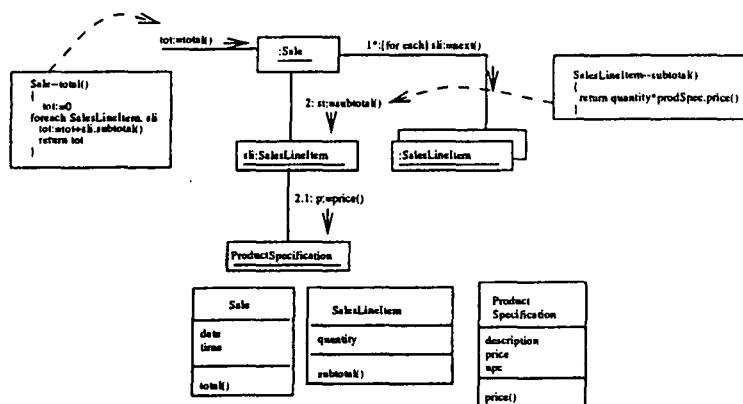 tot:=total()
:Sale
1*:[for each] sli:=next()
Sale--total()
{
tot:=0
foreach SalesLineItem, sli
tot:=tot+sli.subtotal()
return tot
}
SalesLineItem--subtotal()
{
return quantity*prodSpec.price()
}
2: st:=subtotal()
sli:SalesLineItem
:SalesLineItem
2.1: p:=price()
ProductSpecification
Sale
date
time
total()
SalesLineItem
quantity
subtotal()
Product
Specification
description
price
upc
price()